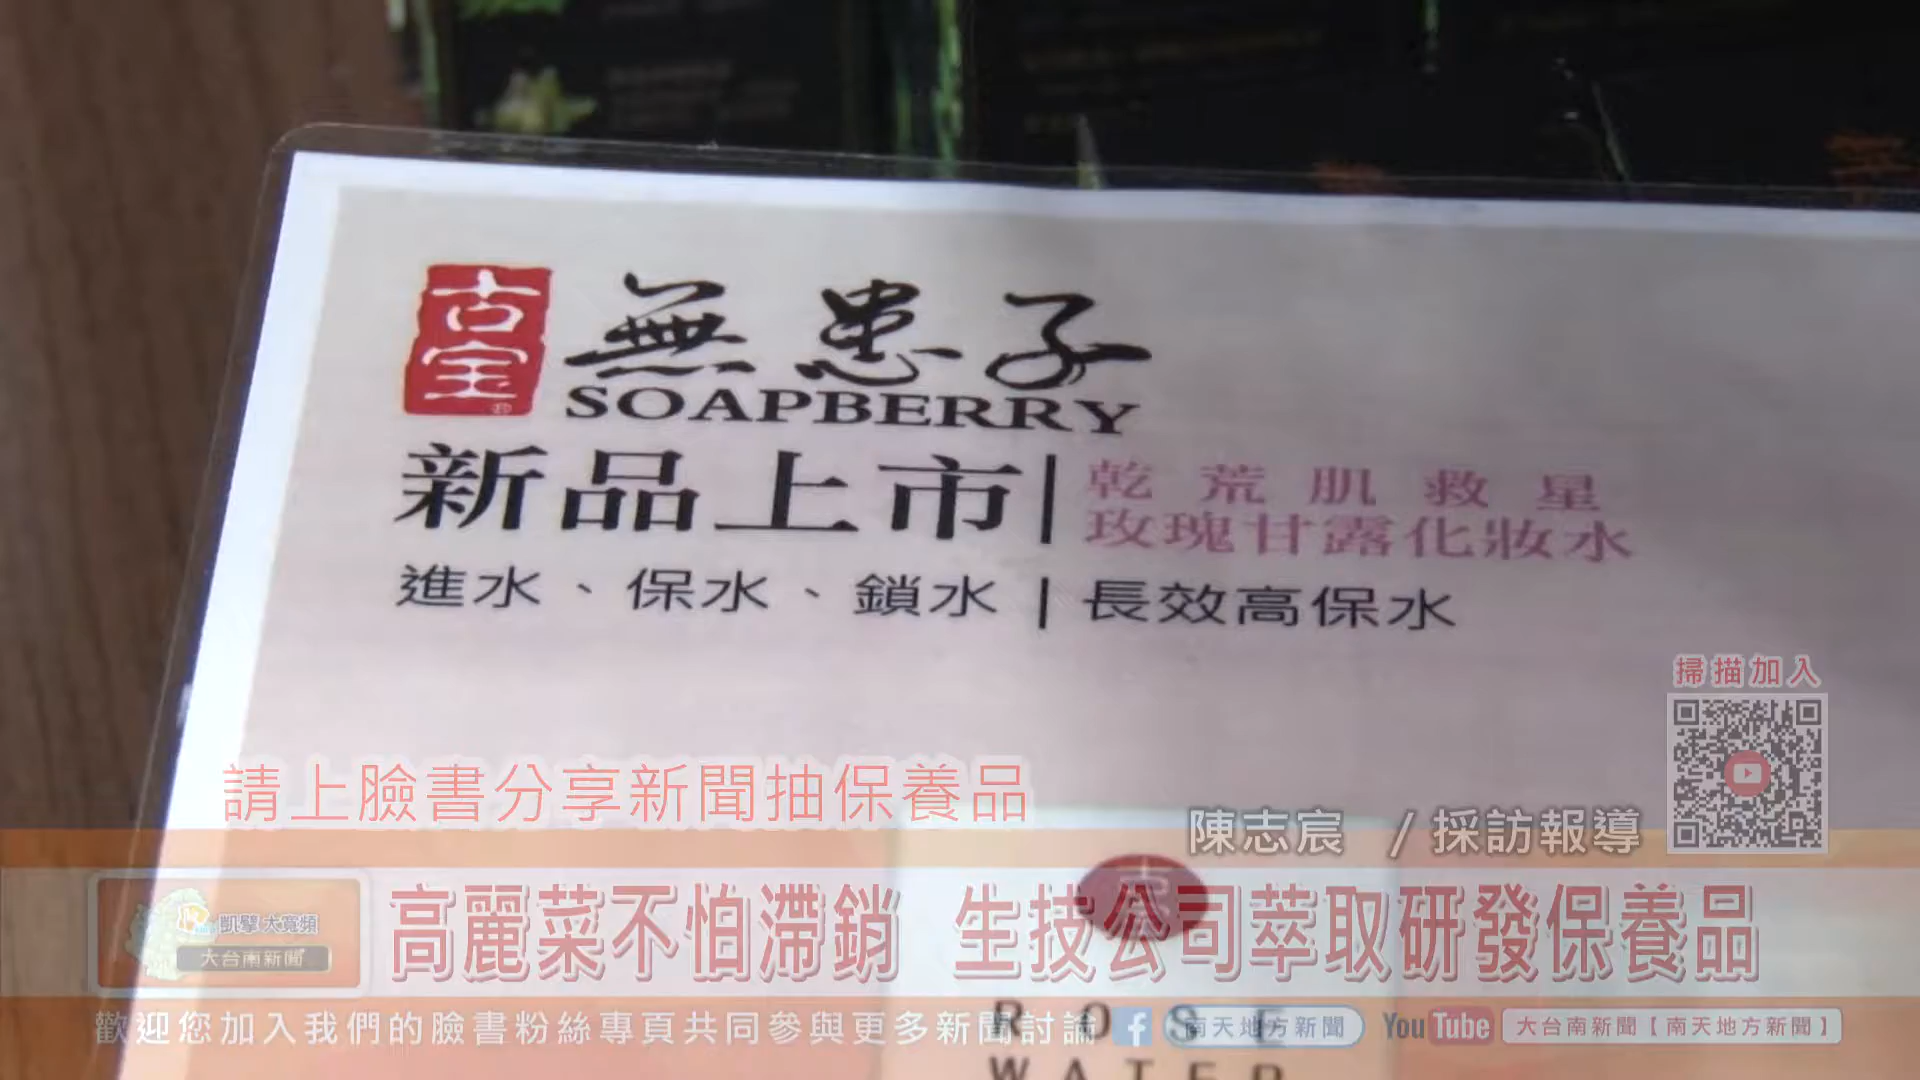 古宝
無患子
SOAPBERRY
新品上市
乾荒肌救星
玫瑰甘露化妝水
進水、保水、鎖水|長效高保水
掃描加入
請上臉書分享新聞抽保養品
陳志宸 /採訪報導
凱擘大寬頻
大台南新聞
高麗菜不怕滯銷 生技公司萃取研發保養品
歡迎您加入我們的臉書粉絲專頁共同參與更多新聞討論 f 南天地方新聞 YouTube 大台南新聞【南天地方新聞】
ROSE
WATER